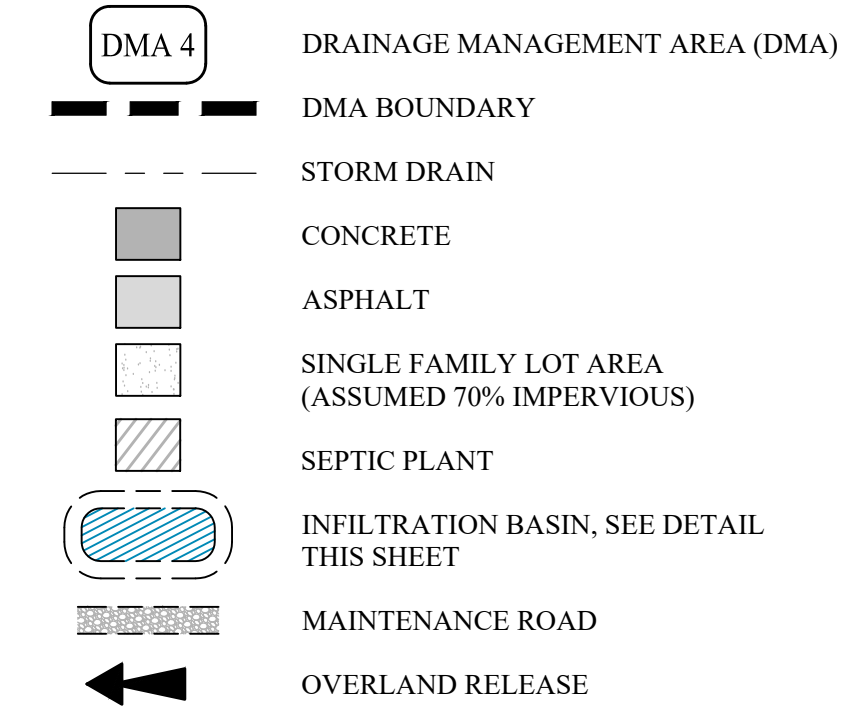 DMA 4 DRAINAGE MANAGEMENT AREA (DMA)
DMA BOUNDARY
STORM DRAIN
CONCRETE
ASPHALT
SINGLE FAMILY LOT AREA
(ASSUMED 70% IMPERVIOUS)
SEPTIC PLANT
INFILTRATION BASIN, SEE DETAIL
THIS SHEET
MAINTENANCE ROAD
OVERLAND RELEASE